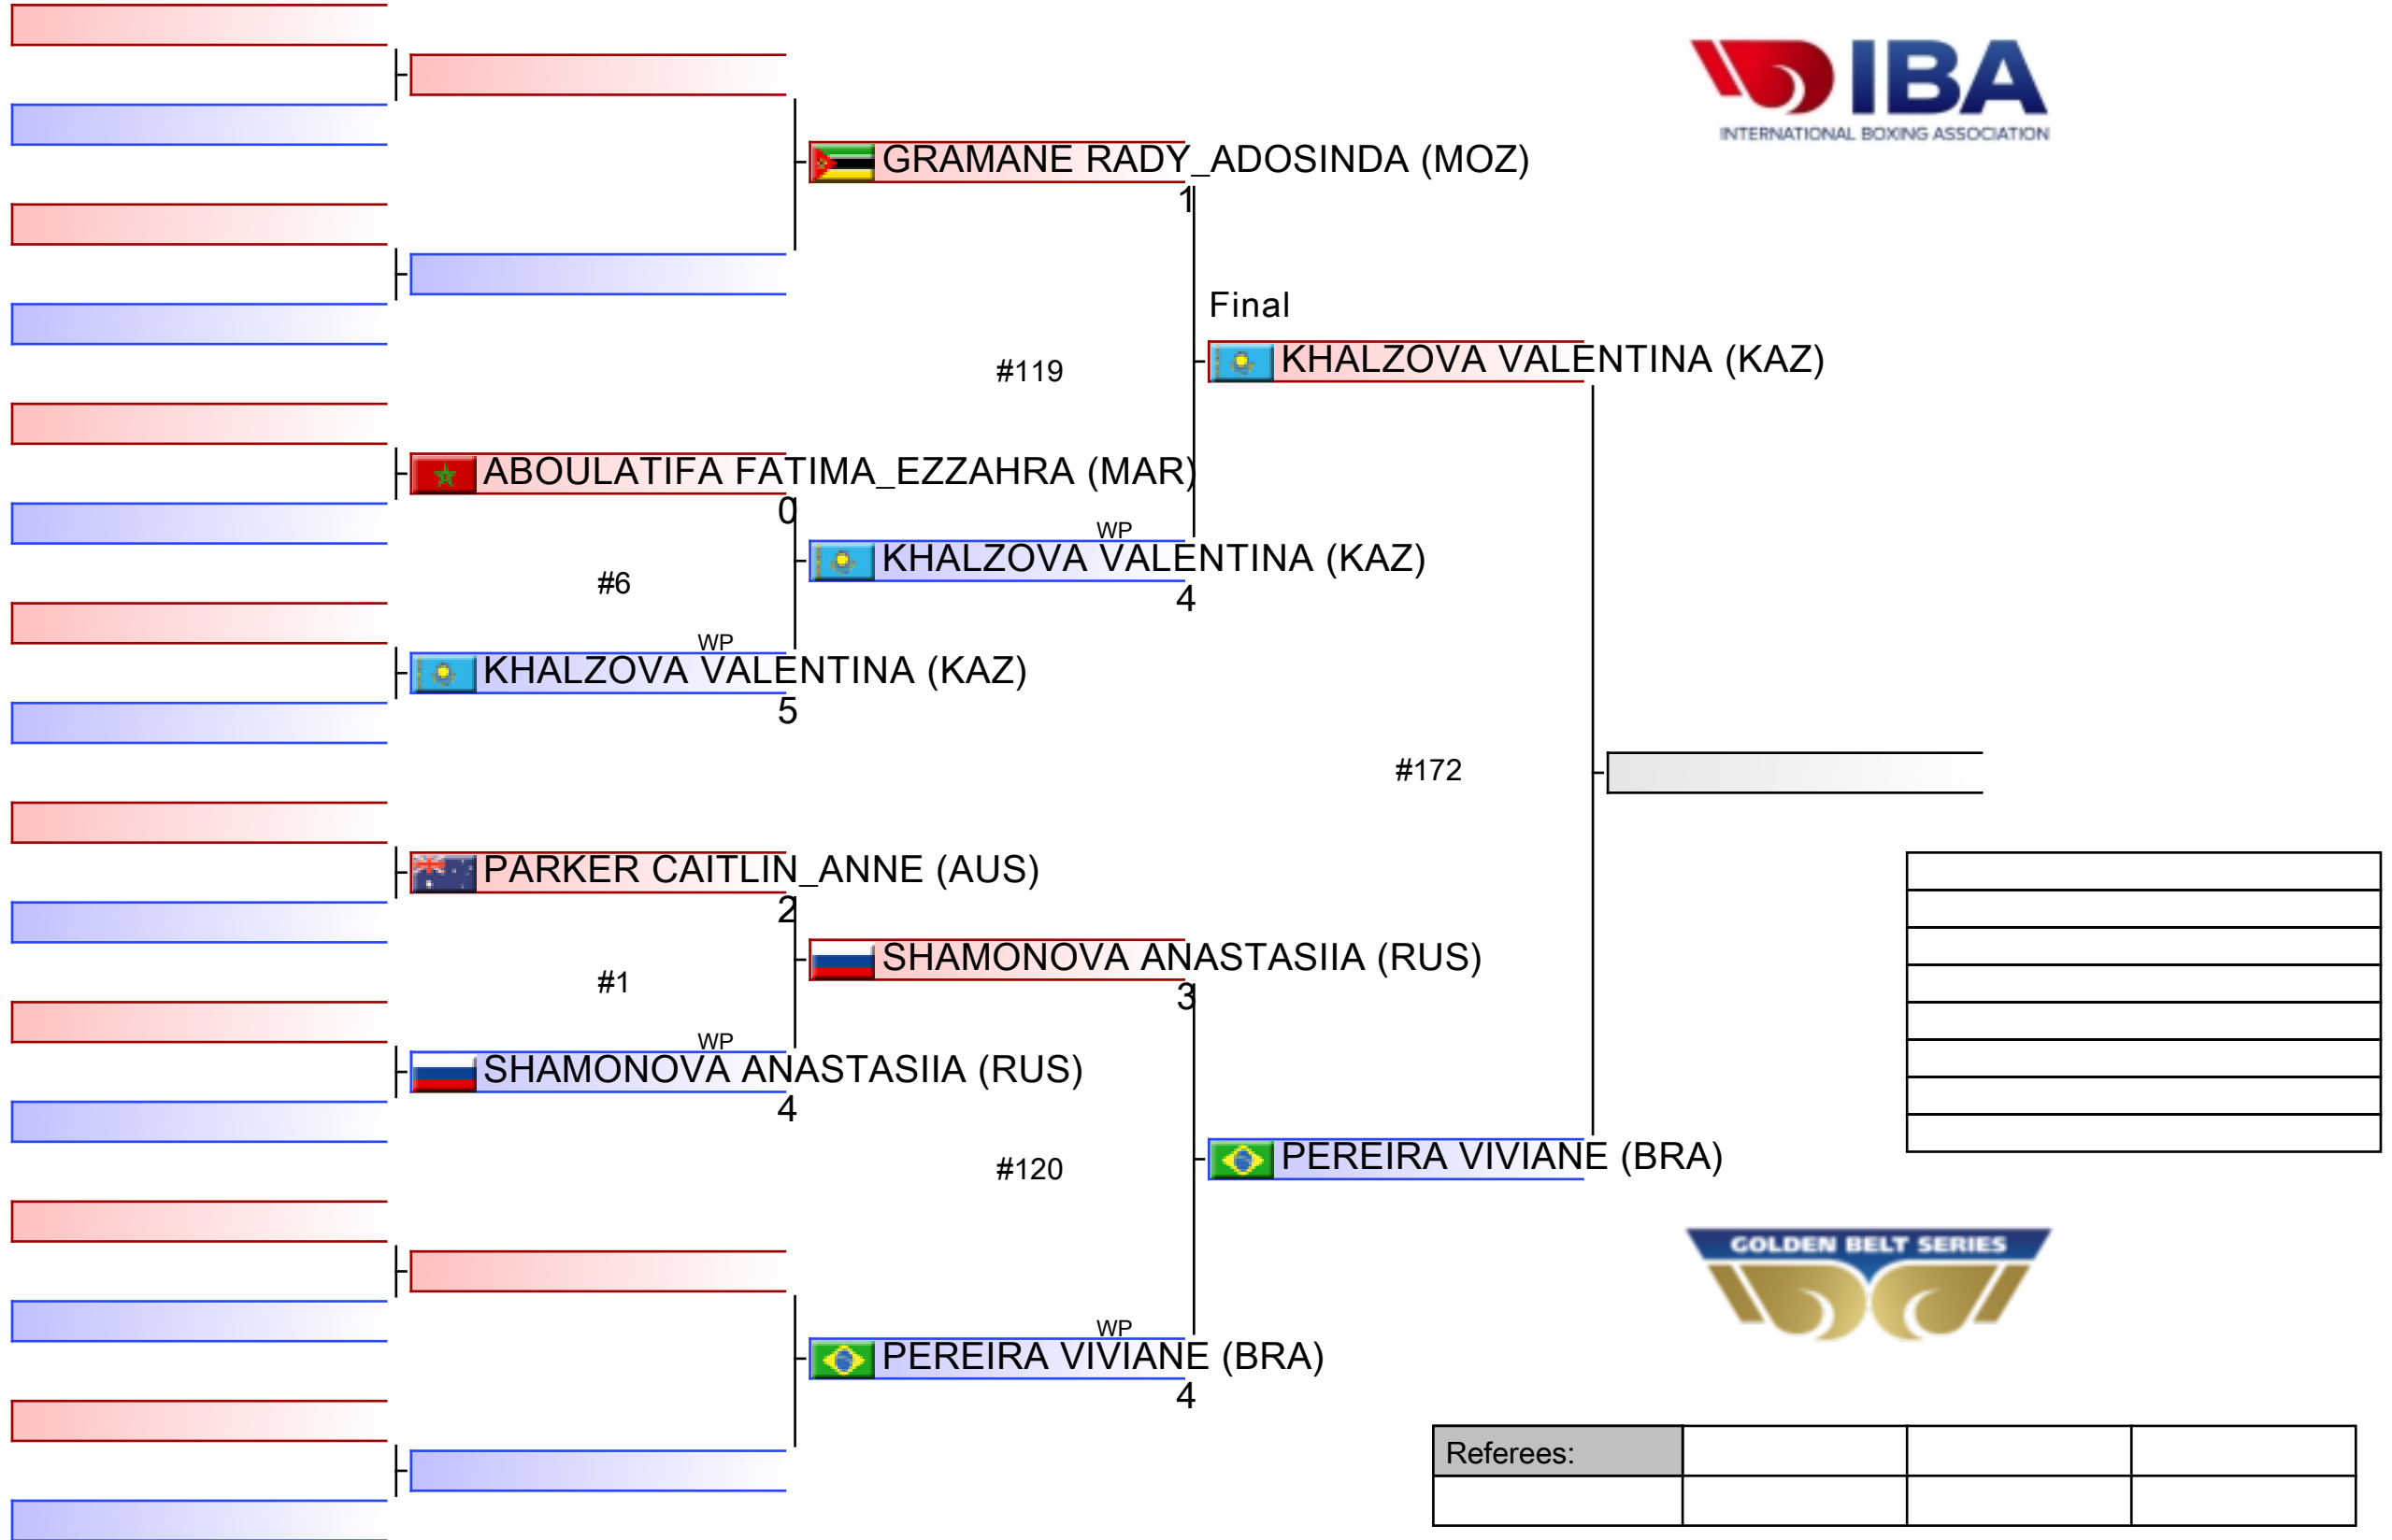 IBA
INTERNATIONAL BOXING ASSOCIATION
GRAMANE RADY_ADOSINDA (MOZ)
1
Final
#119
KHALZOVA VALENTINA (KAZ)
ABOULATIFA FATIMA_EZZAHRA (MAR)
0
WP
KHALZOVA VALENTINA (KAZ)
4
#6
WP
KHALZOVA VALENTINA (KAZ)
5
#172
PARKER CAITLIN_ANNE (AUS)
2
SHAMONOVA ANASTASIIA (RUS)
3
#1
WP
SHAMONOVA ANASTASIIA (RUS)
4
#120
PEREIRA VIVIANE (BRA)
GOLDEN BELT SERIES
WP
PEREIRA VIVIANE (BRA)
4
Referees: